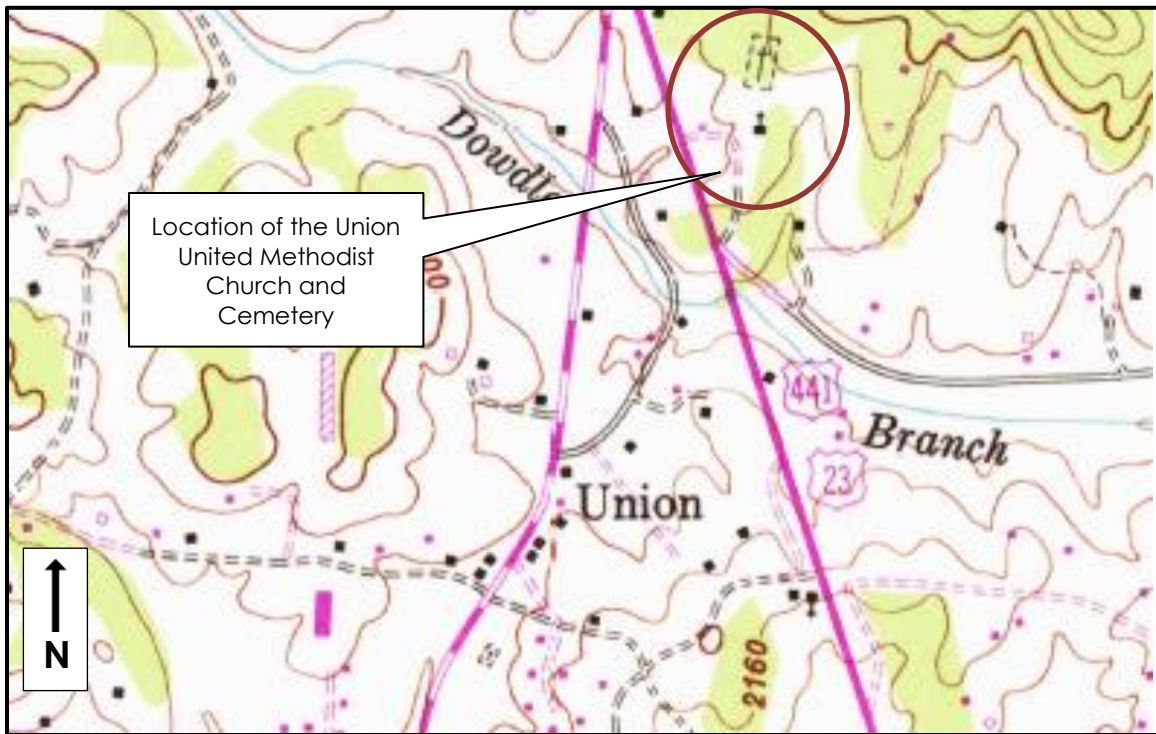 Dowdle
Location of the Union
United Methodist
Church and
Cemetery
00
441
Branch
23
Union
N
2160